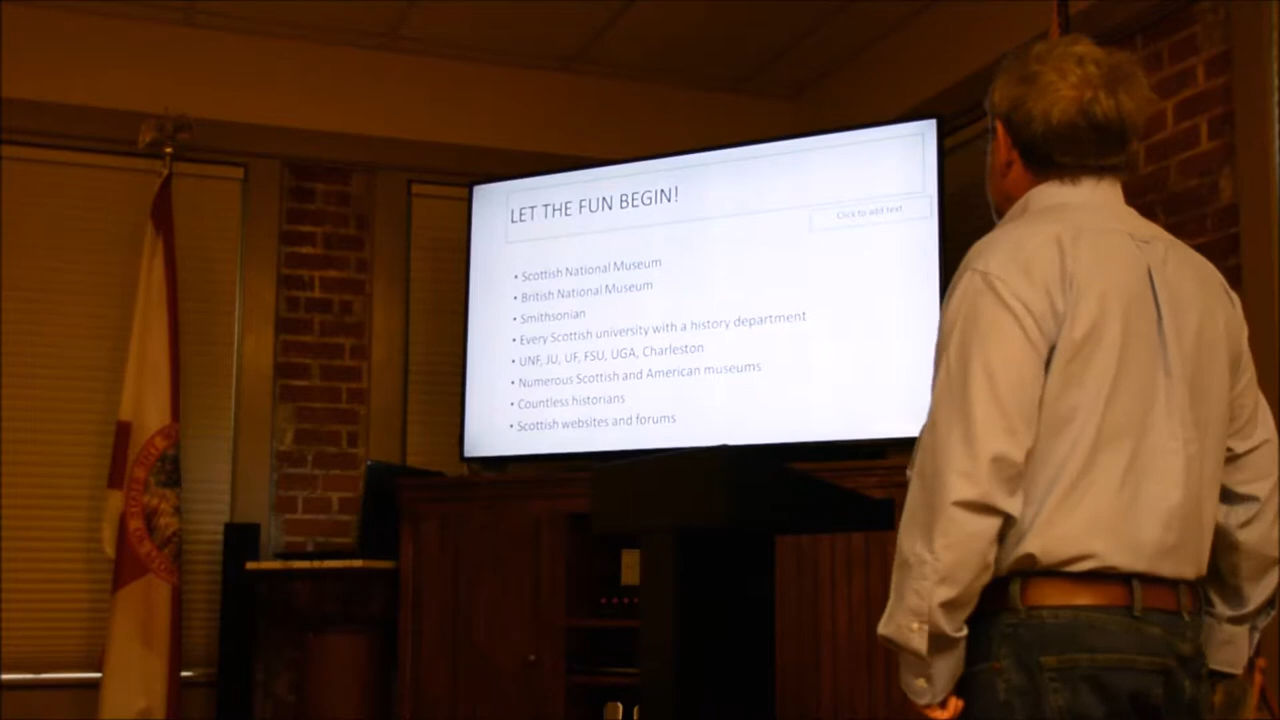 LET THE FUN BEGIN!
Click to add text
• Scottish National Museum
• British National Museum
• Smithsonian
• Every Scottish university with a history department
• UNF, JU, UF, FSU, UGA, Charleston
• Numerous Scottish and American museums
• Countless historians
• Scottish websites and forums